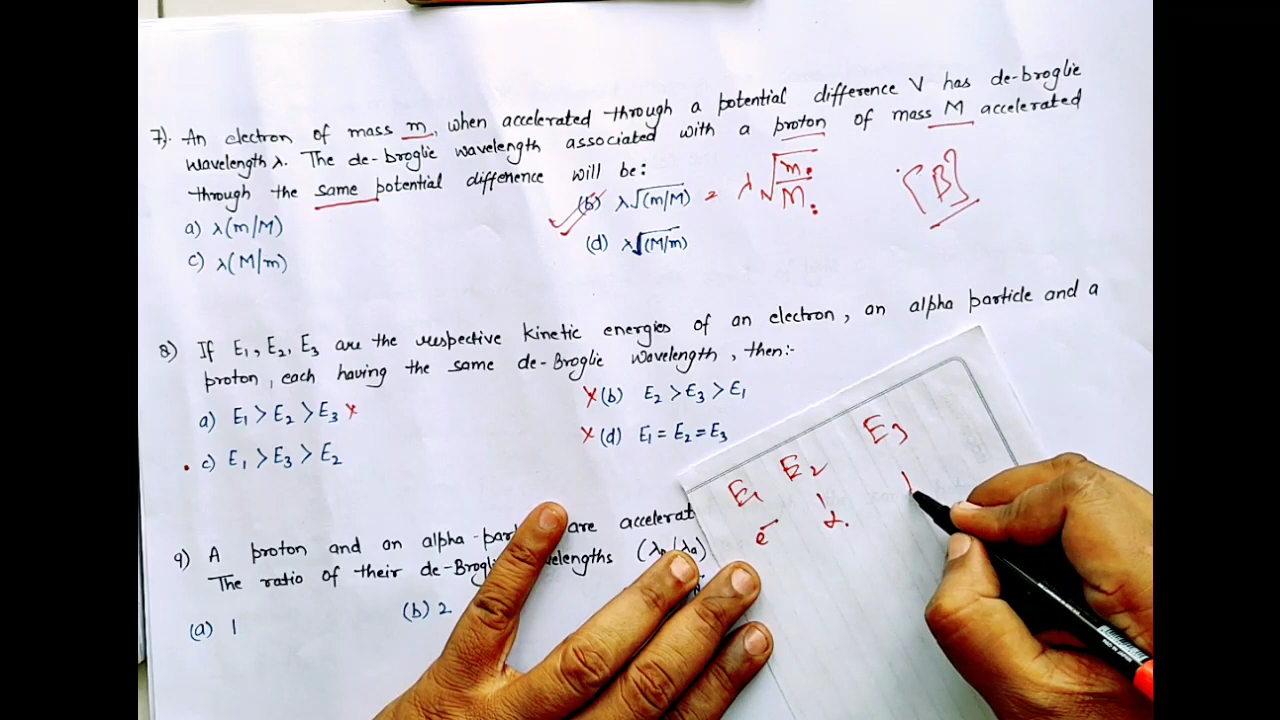 7). An electron of mass m, when accelerated through a potential difference V has de-broglie
wavelength λ. The de-broglie wavelength associated with a proton of mass M accelerated
through the same potential difference will be:
a) λ(m/M) (b) λ√(m/M) = λ√m/M [B]
c) λ(M/m) (d) λ√(M/m)
8) If E1, E2, E3 are the respective kinetic energies of an electron, an alpha particle and a
proton, each having the same de-Broglie wavelength, then:-
a) E1 > E2 > E3 × ×(b) E2 > E3 > E1
c) E1 > E3 > E2 ×(d) E1 = E2 = E3
E1 E2 E3
e- α
9) A proton and an alpha-part are accelerat
The ratio of their de-Brogli elengths
(a) 1 (b) 2